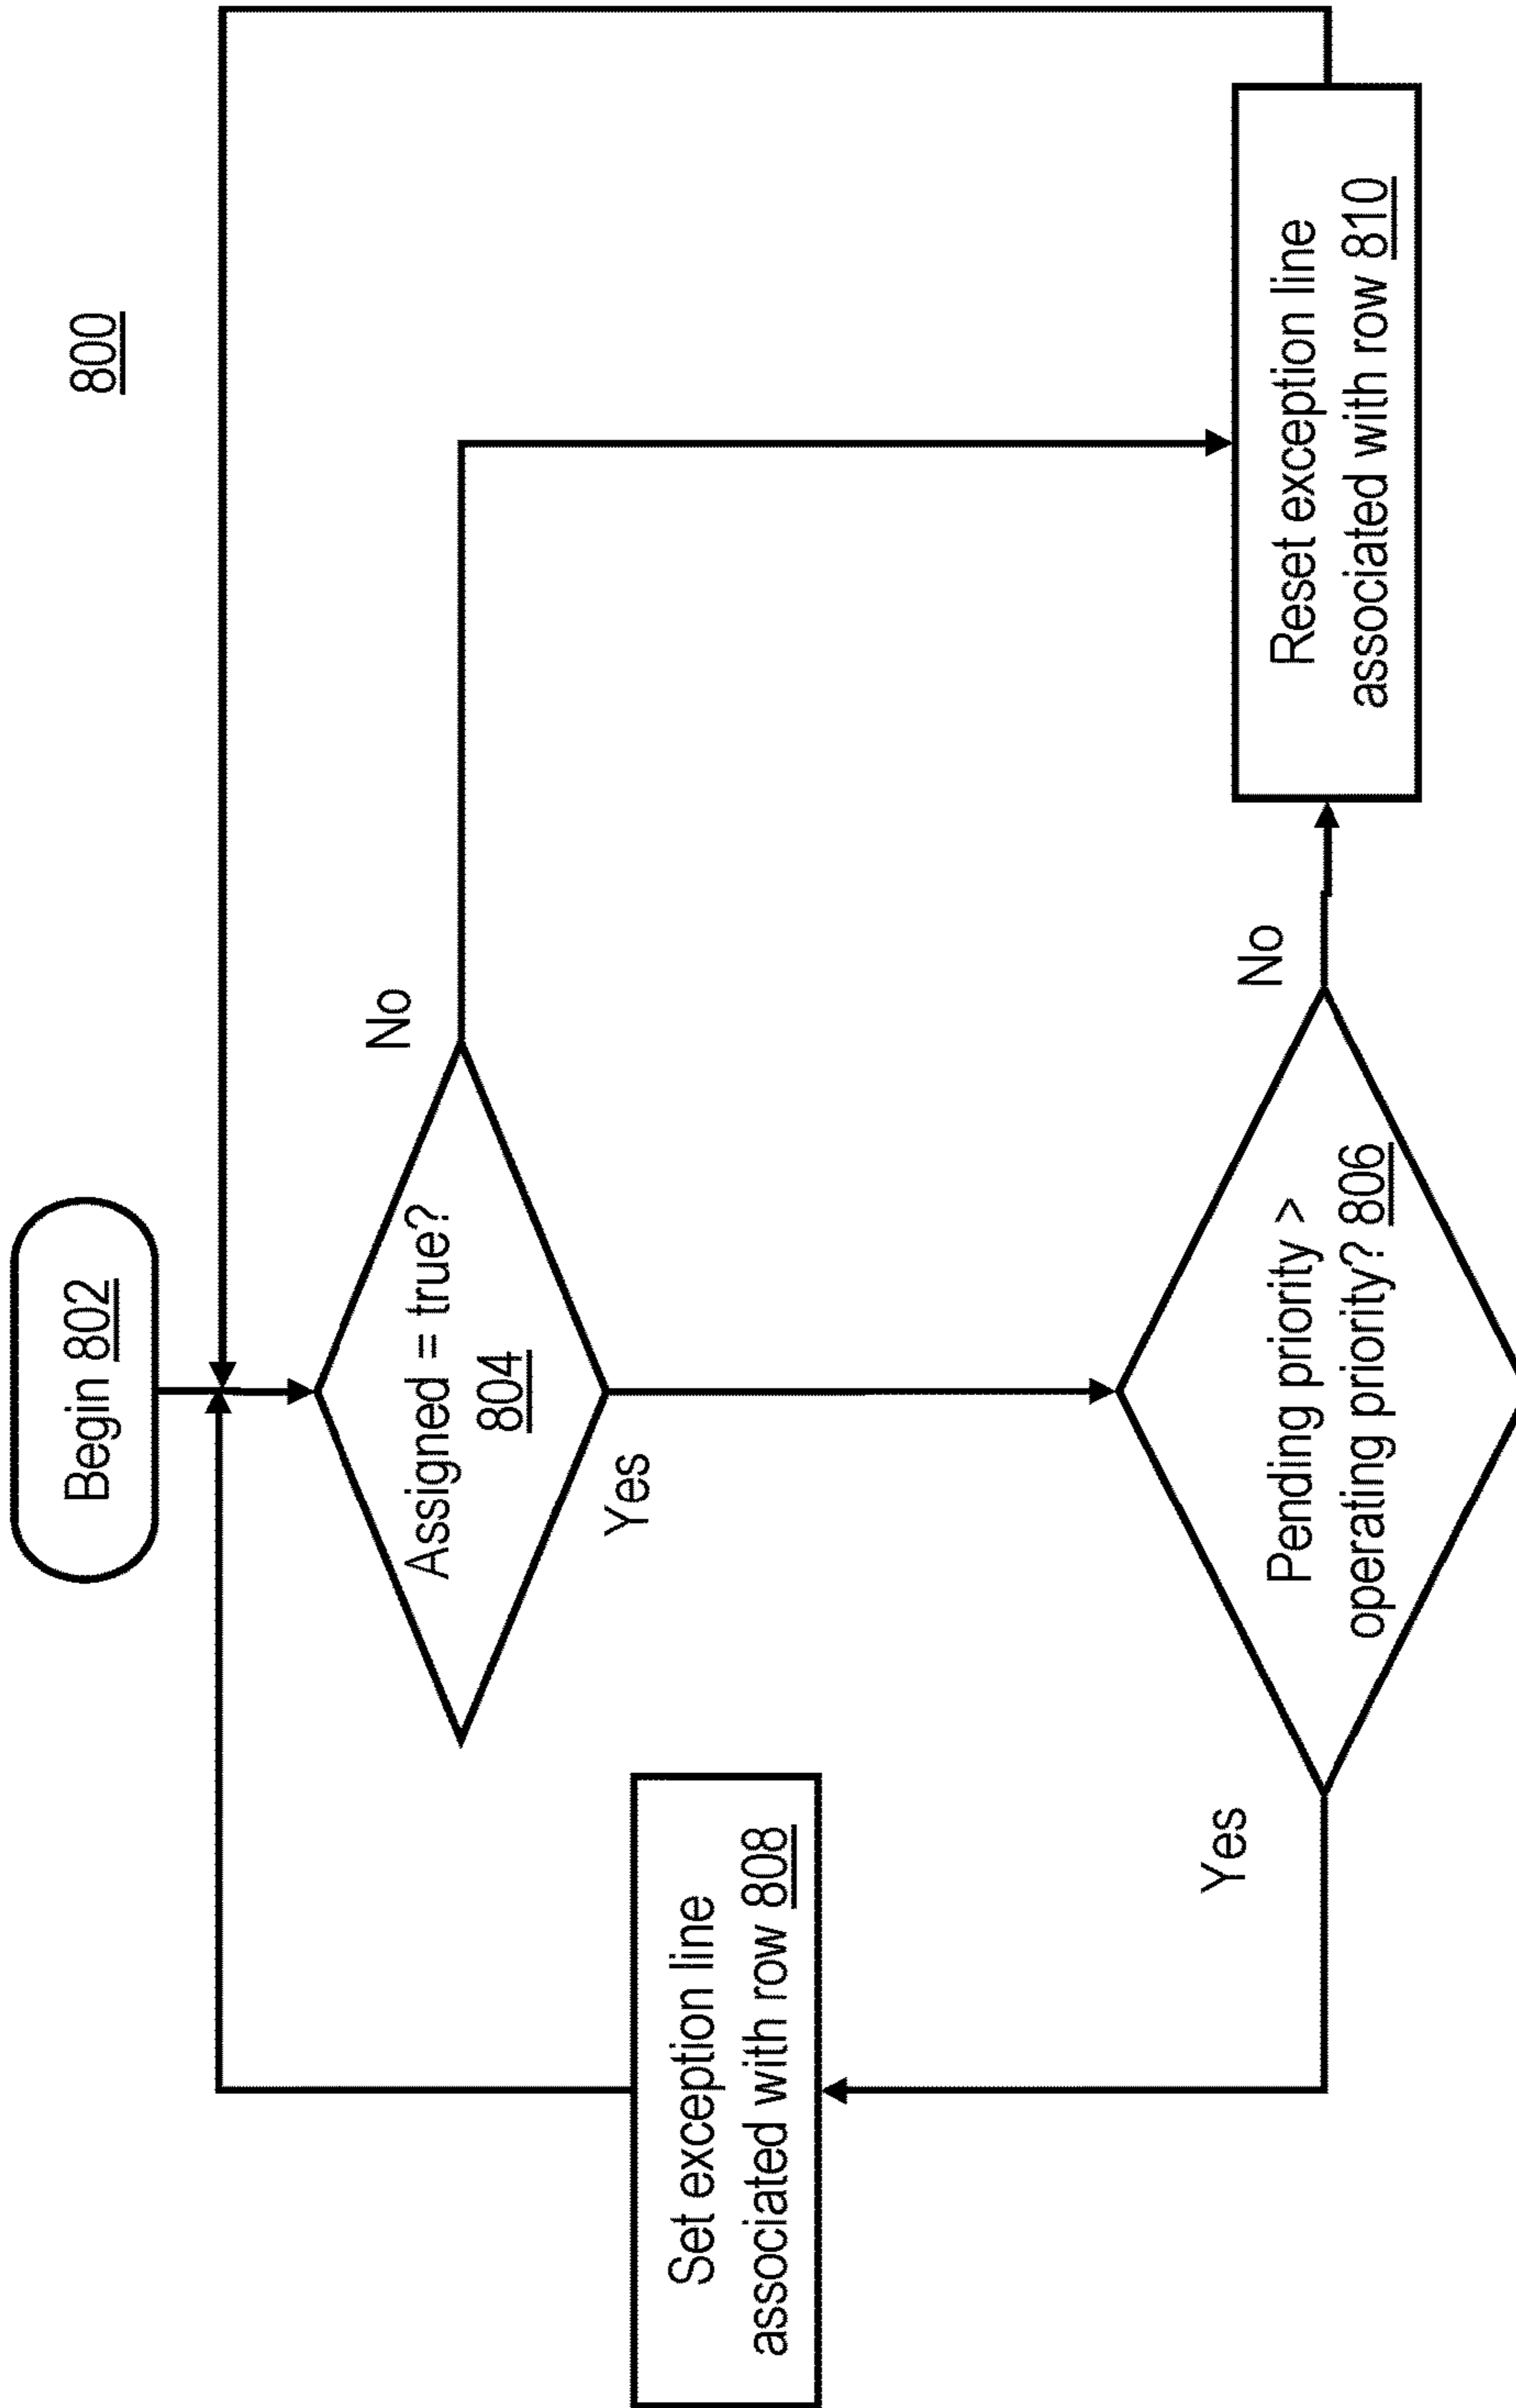 800
Begin 802
Assigned = true?
804
No
Yes
Set exception line
associated with row 808
Pending priority >
operating priority? 806
Yes
No
Reset exception line
associated with row 810